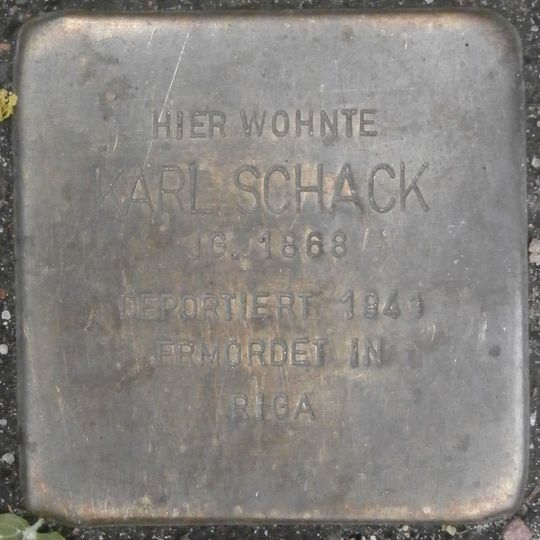 HIER WOHNTE
KARL SCHACK
JG. 1868
DEPORTIERT 1941
ERMORDET IN
RIGA